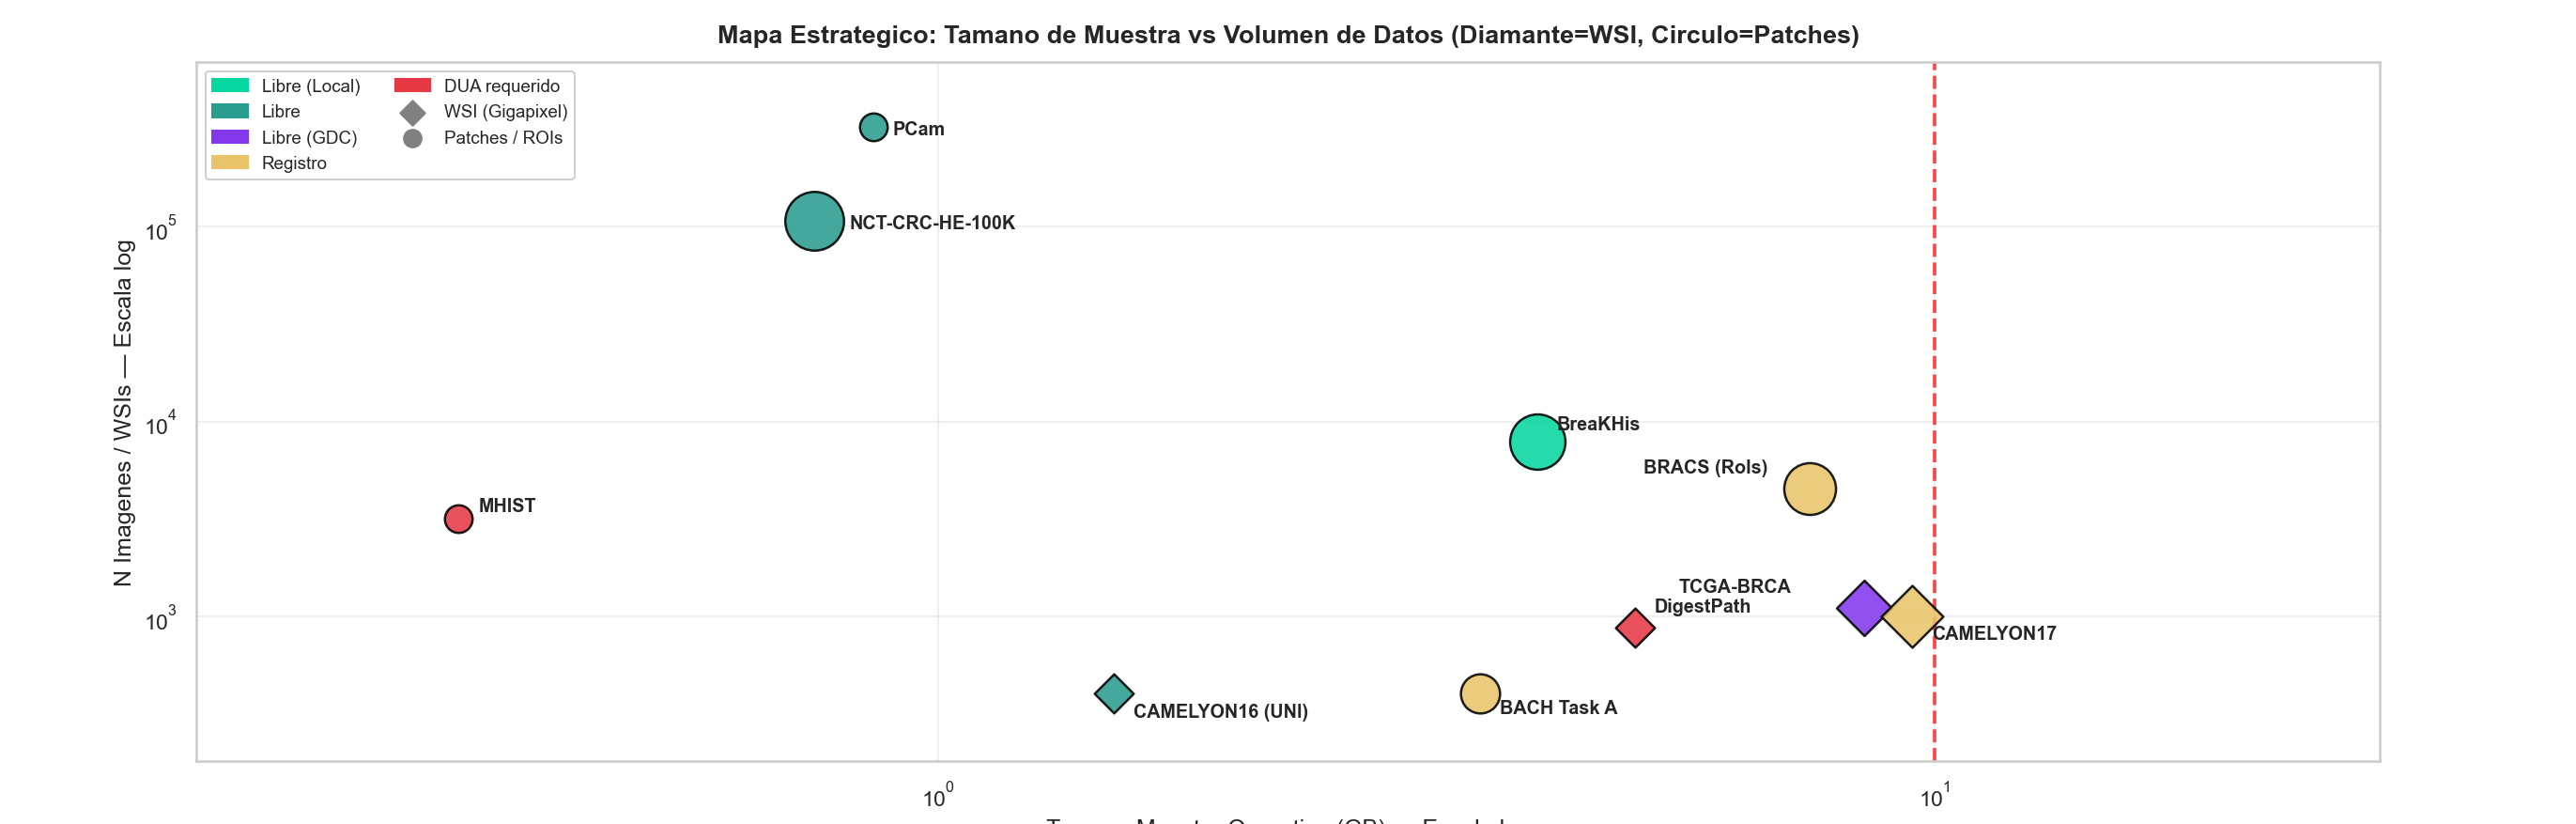 Mapa Estrategico: Tamano de Muestra vs Volumen de Datos (Diamante=WSI, Circulo=Patches)
Libre (Local)
Libre
Libre (GDC)
Registro
DUA requerido
WSI (Gigapixel)
Patches / ROIs
N Imagenes / WSIs — Escala log
10^5
10^4
10^3
PCam
NCT-CRC-HE-100K
BreaKHis
BRACS (RoIs)
MHIST
TCGA-BRCA
DigestPath
CAMELYON17
CAMELYON16 (UNI)
BACH Task A
10^0
10^1